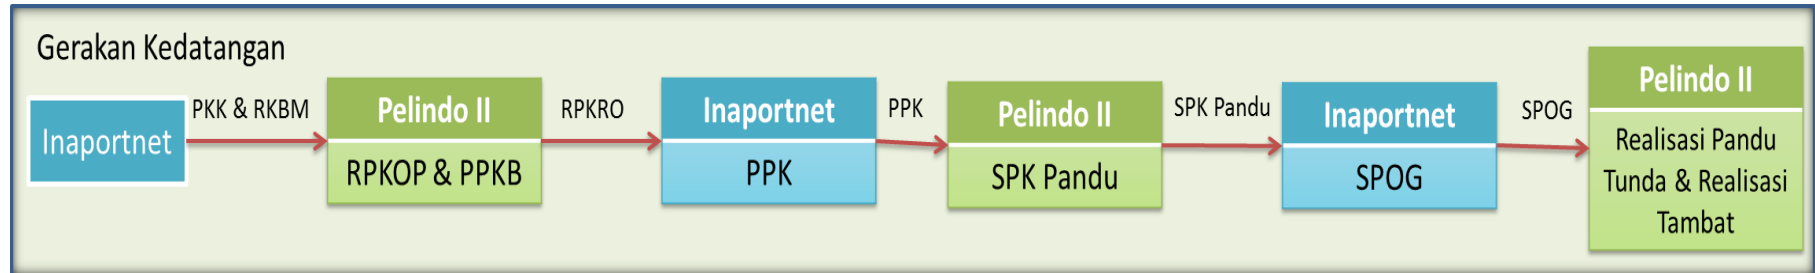 Gerakan Kedatangan
Inaportnet
PKK & RKBM
Pelindo II
RPKOP & PPKB
RPKRO
Inaportnet
PPK
PPK
Pelindo II
SPK Pandu
SPK Pandu
Inaportnet
SPOG
SPOG
Pelindo II
Realisasi Pandu
Tunda & Realisasi
Tambat